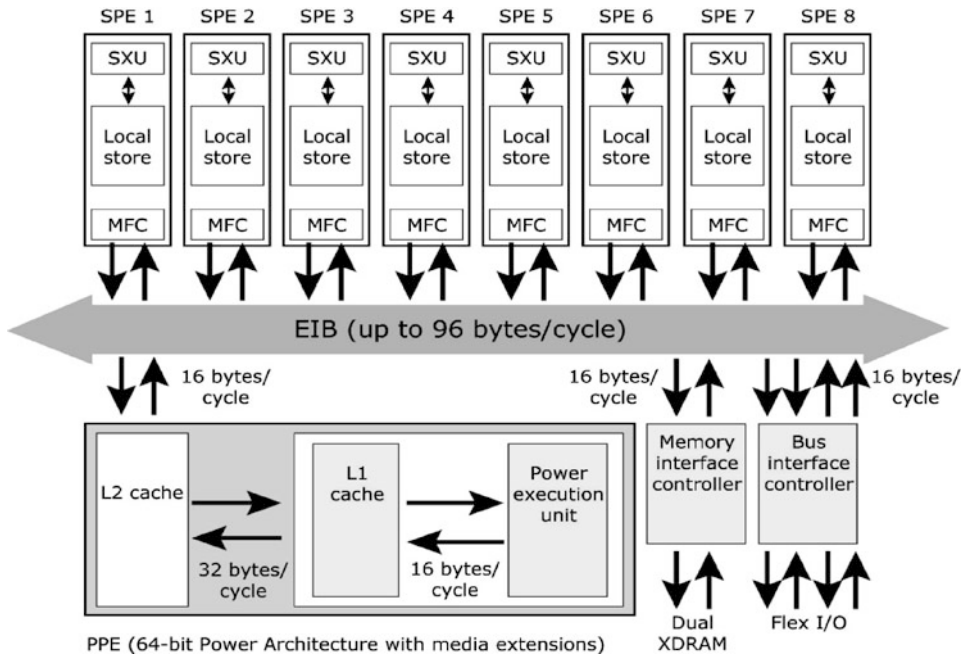 SPE 1 SPE 2 SPE 3 SPE 4 SPE 5 SPE 6 SPE 7 SPE 8
SXU SXU SXU SXU SXU SXU SXU SXU
Local Local Local Local Local Local Local Local
store store store store store store store store
MFC MFC MFC MFC MFC MFC MFC MFC
EIB (up to 96 bytes/cycle)
16 bytes/
cycle
16 bytes/
cycle
16 bytes/
cycle
L2 cache
32 bytes/
cycle
L1
cache
16 bytes/
cycle
Power
execution
unit
Memory
interface
controller
Bus
interface
controller
Dual
XDRAM
Flex I/O
PPE (64-bit Power Architecture with media extensions)